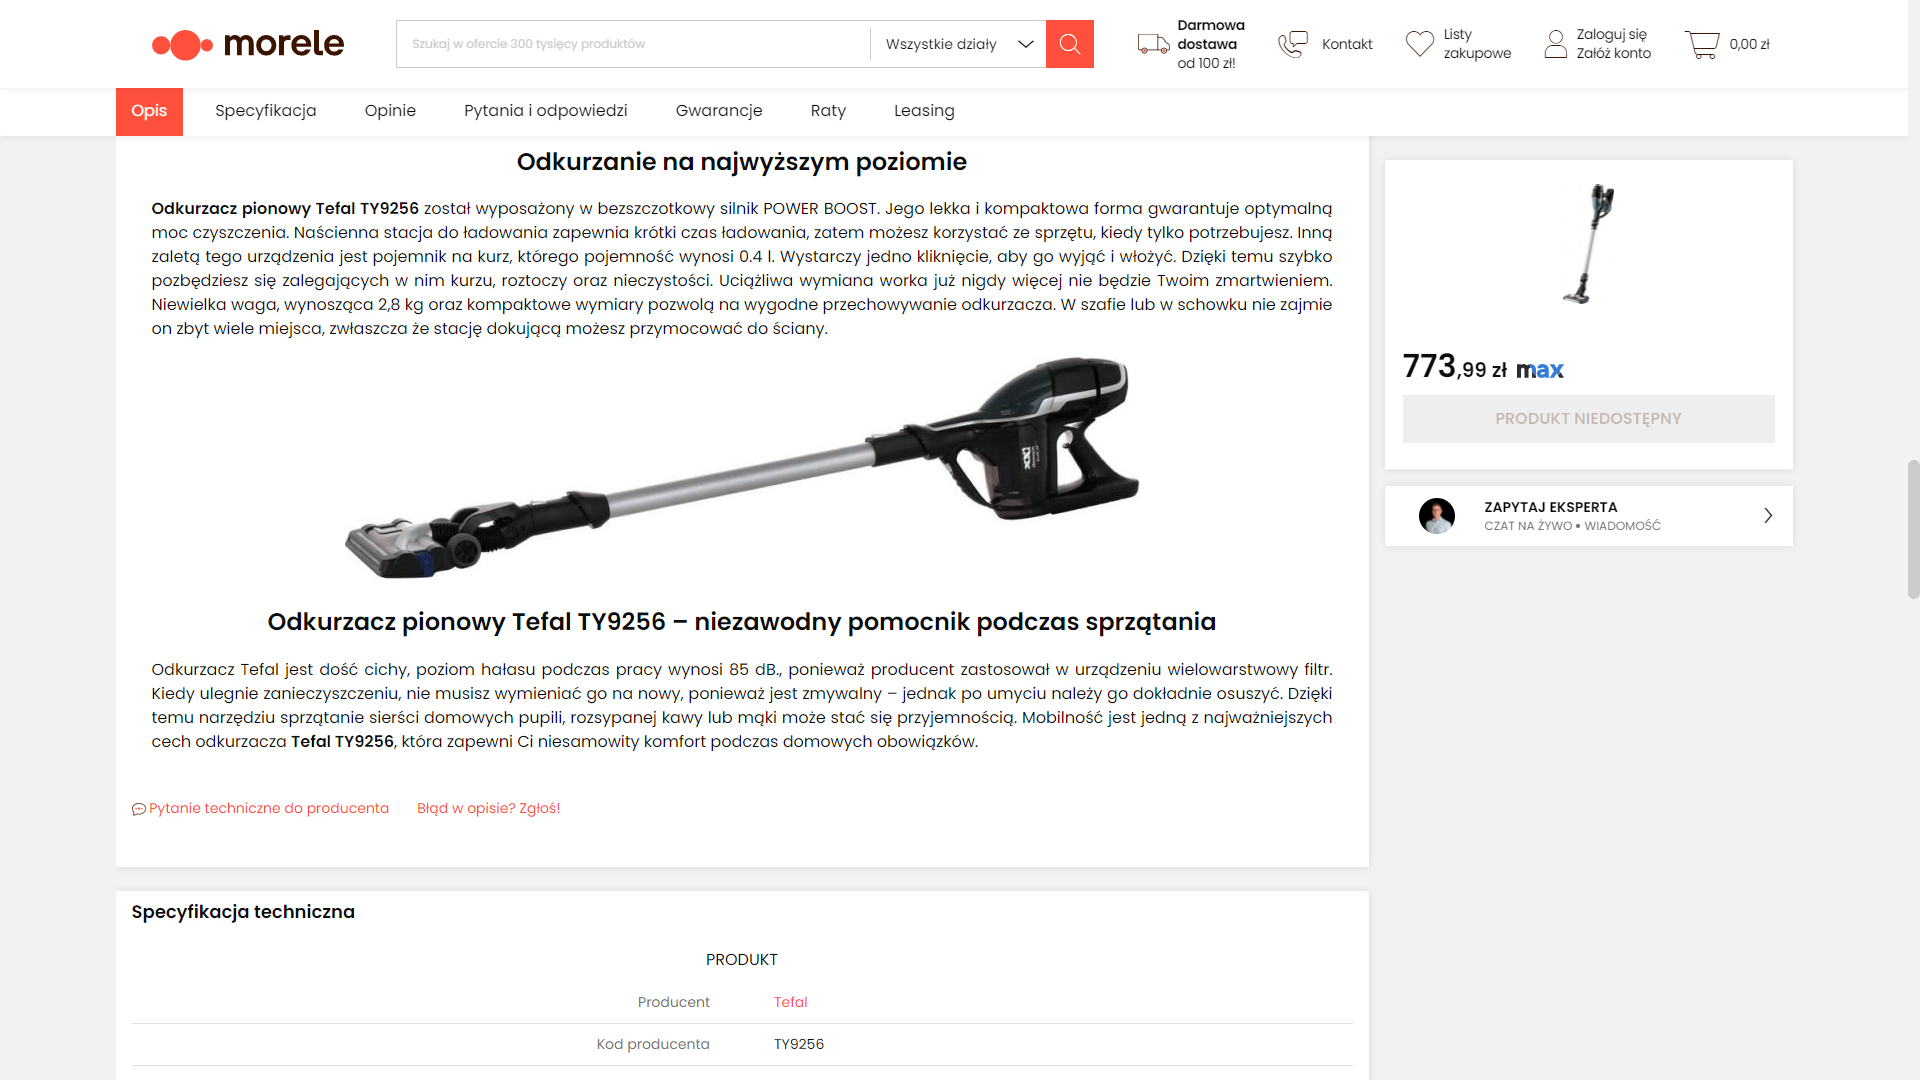 morele
Szukaj w ofercie 300 tysięcy produktów
Wszystkie działy
Darmowa
dostawa
od 100 zł!
Kontakt
Listy
zakupowe
Zaloguj się
Załóż konto
0,00 zł
Opis
Specyfikacja
Opinie
Pytania i odpowiedzi
Gwarancje
Raty
Leasing
Odkurzanie na najwyższym poziomie
Odkurzacz pionowy Tefal TY9256 został wyposażony w bezszczotkowy silnik POWER BOOST. Jego lekka i kompaktowa forma gwarantuje optymalną
moc czyszczenia. Naścienna stacja do ładowania zapewnia krótki czas ładowania, zatem możesz korzystać ze sprzętu, kiedy tylko potrzebujesz. Inną
zaletą tego urządzenia jest pojemnik na kurz, którego pojemność wynosi 0.4 l. Wystarczy jedno kliknięcie, aby go wyjąć i włożyć. Dzięki temu szybko
pozbędziesz się zalegających w nim kurzu, roztoczy oraz nieczystości. Uciążliwa wymiana worka już nigdy więcej nie będzie Twoim zmartwieniem.
Niewielka waga, wynosząca 2,8 kg oraz kompaktowe wymiary pozwolą na wygodne przechowywanie odkurzacza. W szafie lub w schowku nie zajmie
on zbyt wiele miejsca, zwłaszcza że stację dokującą możesz przymocować do ściany.
Odkurzacz pionowy Tefal TY9256 – niezawodny pomocnik podczas sprzątania
Odkurzacz Tefal jest dość cichy, poziom hałasu podczas pracy wynosi 85 dB., ponieważ producent zastosował w urządzeniu wielowarstwowy filtr.
Kiedy ulegnie zanieczyszczeniu, nie musisz wymieniać go na nowy, ponieważ jest zmywalny – jednak po umyciu należy go dokładnie osuszyć. Dzięki
temu narzędziu sprzątanie sierści domowych pupili, rozsypanej kawy lub mąki może stać się przyjemnością. Mobilność jest jedną z najważniejszych
cech odkurzacza Tefal TY9256, która zapewni Ci niesamowity komfort podczas domowych obowiązków.
Pytanie techniczne do producenta
Błąd w opisie? Zgłoś!
Specyfikacja techniczna
PRODUKT
Producent Tefal
Kod producenta TY9256
773,99 zł max
PRODUKT NIEDOSTĘPNY
ZAPYTAJ EKSPERTA
CZAT NA ŻYWO • WIADOMOŚĆ